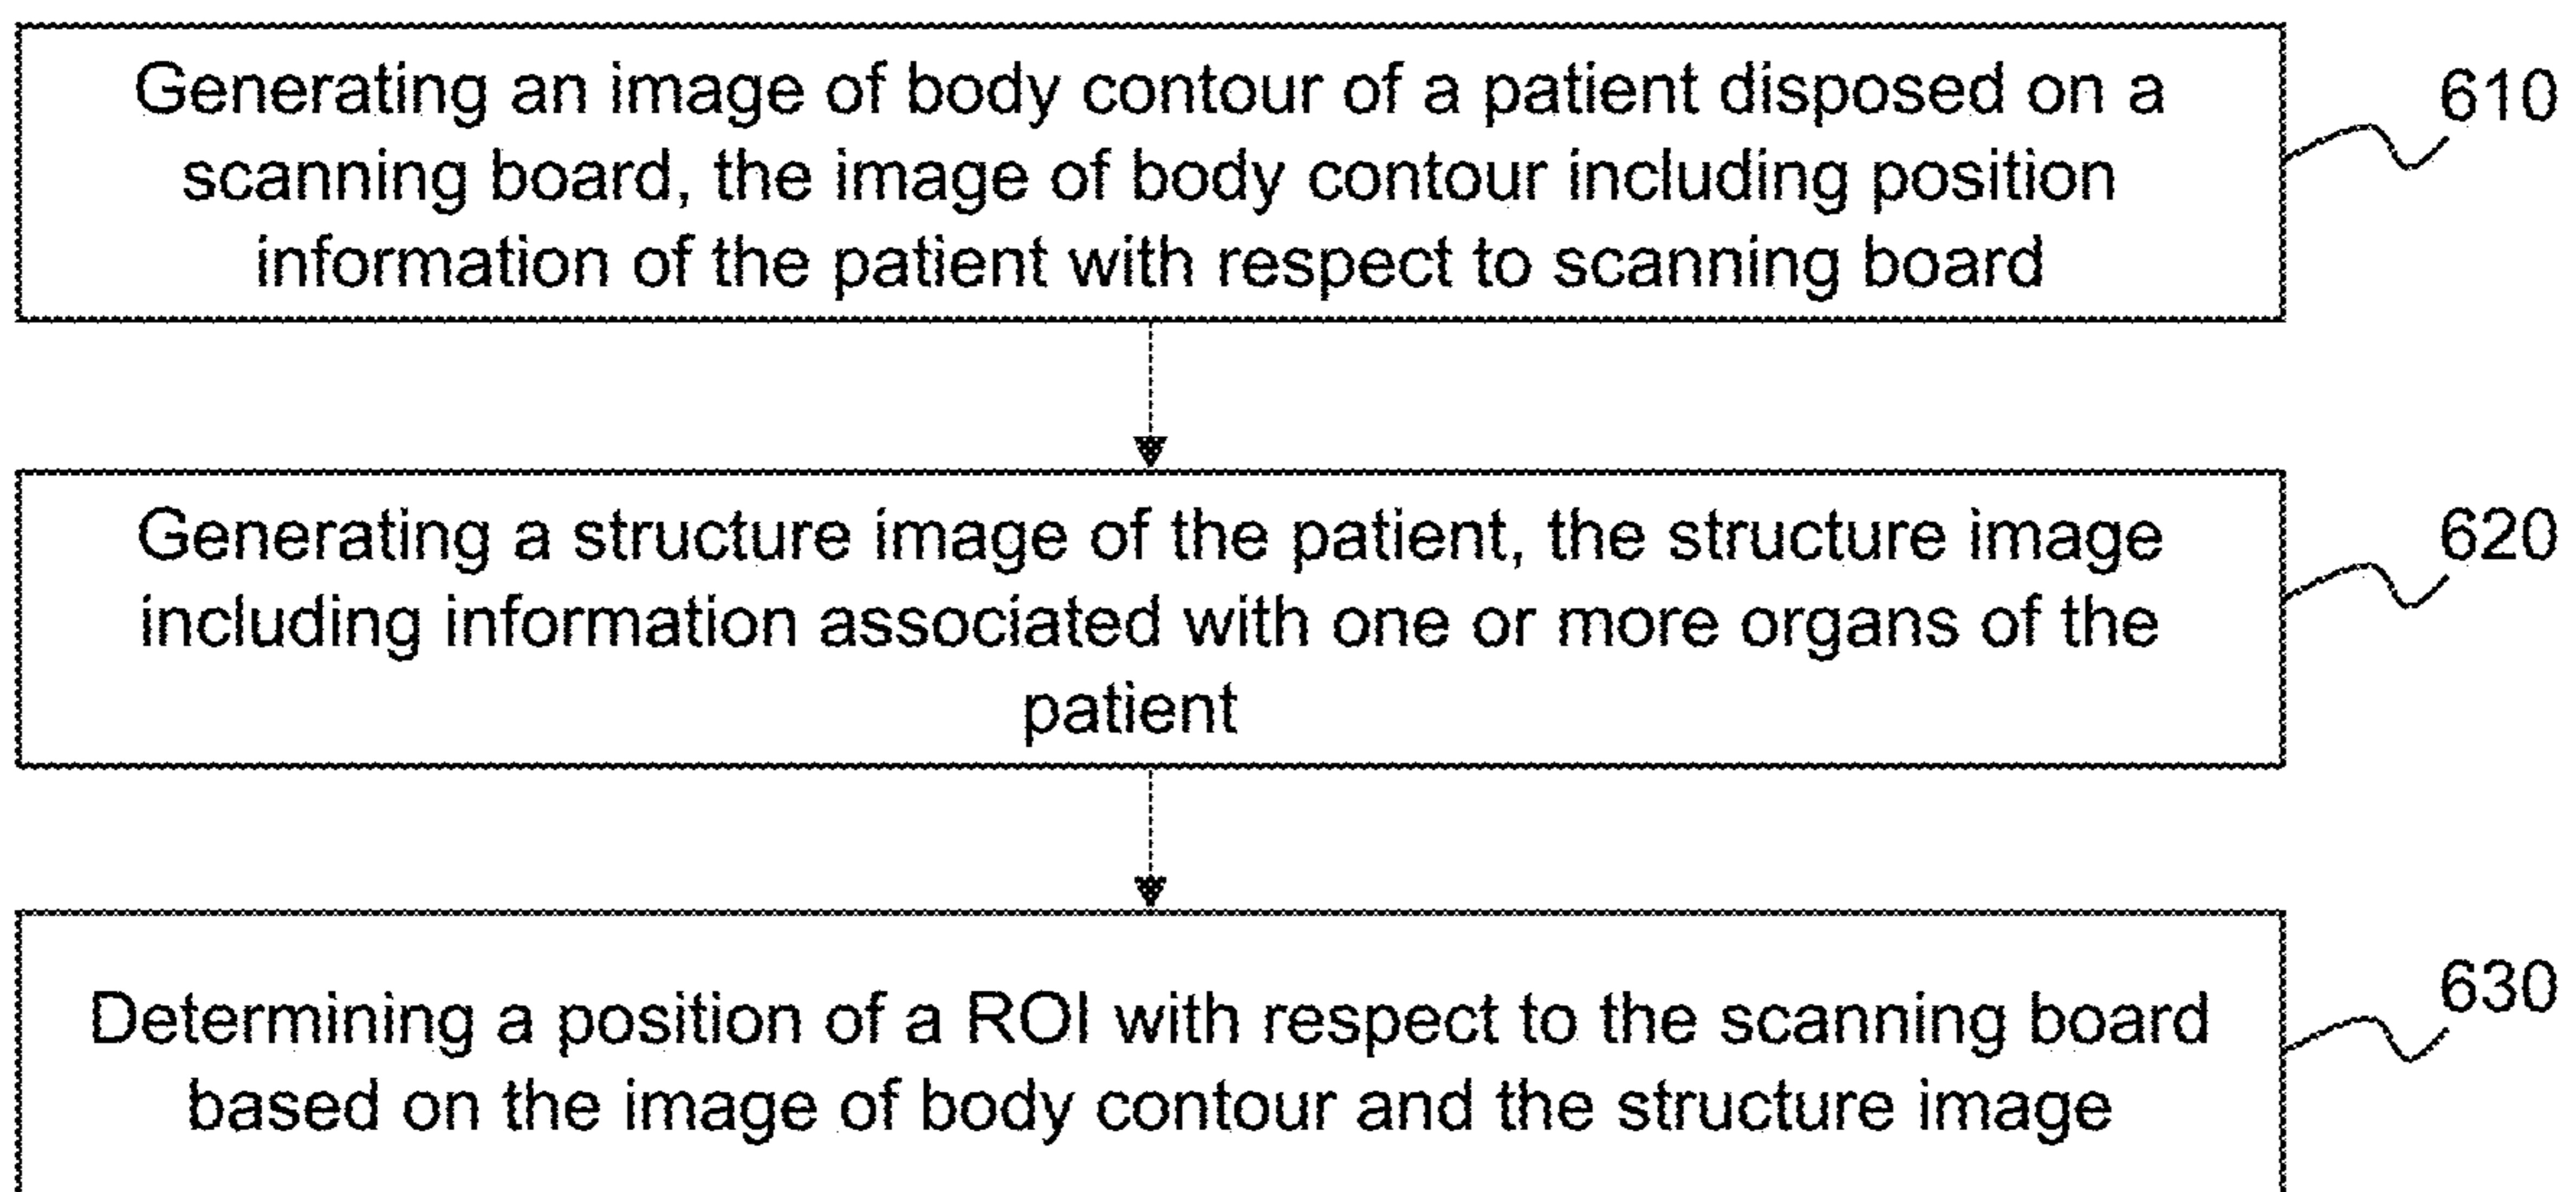 Generating an image of body contour of a patient disposed on a
scanning board, the image of body contour including position
information of the patient with respect to scanning board
610
Generating a structure image of the patient, the structure image
including information associated with one or more organs of the
patient
620
Determining a position of a ROI with respect to the scanning board
based on the image of body contour and the structure image
630